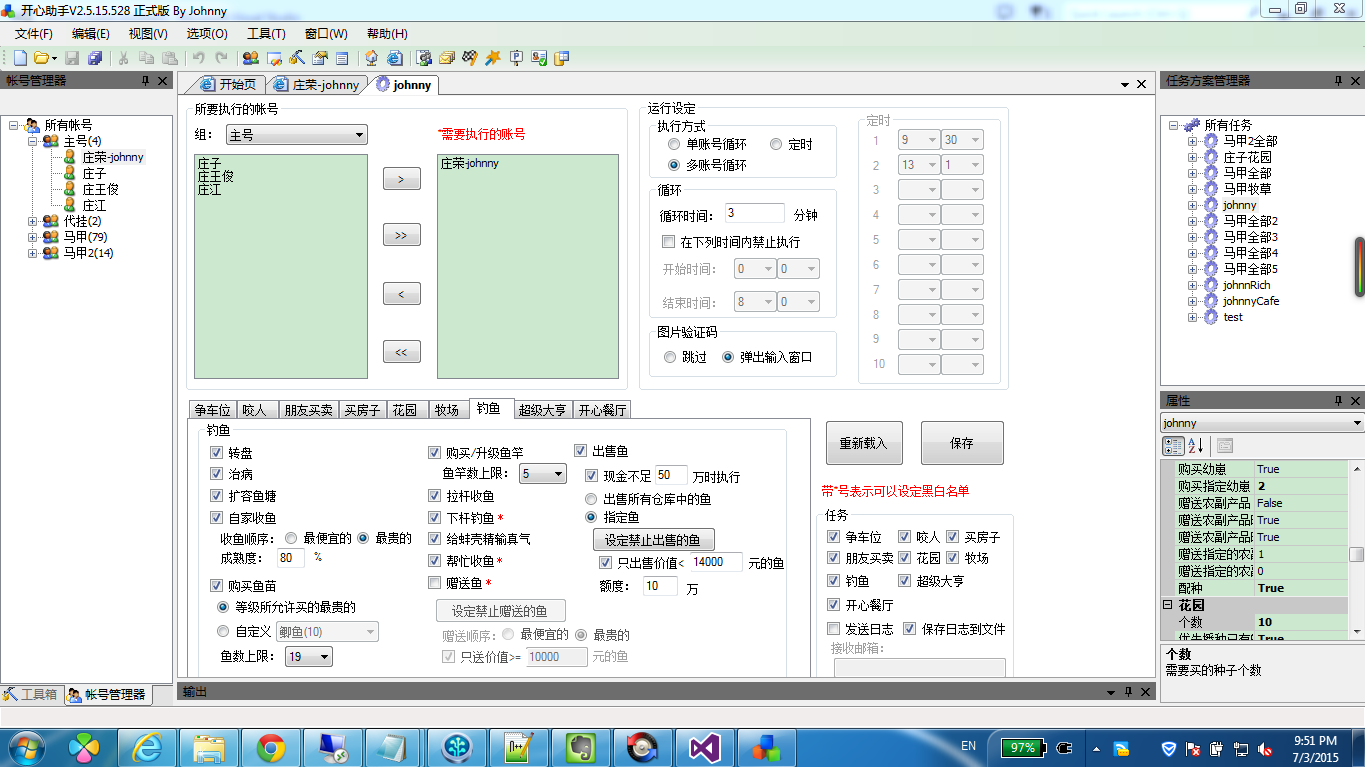 开心助手V2.5.15.528 正式版 By Johnny
文件(F) 编辑(E) 视图(V) 选项(O) 工具(T) 窗口(W) 帮助(H)
帐号管理器
所有帐号
主号(4)
庄荣-johnny
庄子
庄王俊
庄江
代挂(2)
马甲(79)
马甲2(14)
工具箱 帐号管理器
开始页 庄荣-johnny johnny
所要执行的帐号
组： 主号
*需要执行的账号
庄子
庄王俊
庄江
>
>>
<
<<
庄荣-johnny
运行设定
执行方式
单账号循环 定时
多账号循环
循环
循环时间： 3 分钟
在下列时间内禁止执行
开始时间： 0 0
结束时间： 8 0
图片验证码
跳过 弹出输入窗口
定时
1 9 30
2 13 1
3
4
5
6
7
8
9
10
争车位 咬人 朋友买卖 买房子 花园 牧场 钓鱼 超级大亨 开心餐厅
钓鱼
转盘
治病
扩容鱼塘
自家收鱼
收鱼顺序： 最便宜的 最贵的
成熟度： 80 %
购买鱼苗
等级所允许买的最贵的
自定义 鲫鱼(10)
鱼数上限： 19
购买/升级鱼竿
鱼竿数上限： 5
拉杆收鱼
下杆钓鱼 *
给蚌壳精输真气
帮忙收鱼 *
赠送鱼 *
设定禁止赠送的鱼
赠送顺序： 最便宜的 最贵的
只送价值>= 10000 元的鱼
出售鱼
现金不足 50 万时执行
出售所有仓库中的鱼
指定鱼
设定禁止出售的鱼
只出售价值< 14000 元的鱼
额度： 10 万
重新载入 保存
带*号表示可以设定黑白名单
任务
争车位 咬人 买房子
朋友买卖 花园 牧场
钓鱼 超级大亨
开心餐厅
发送日志 保存日志到文件
接收邮箱：
输出
任务方案管理器
所有任务
马甲2全部
庄子花园
马甲全部
马甲牧草
johnny
马甲全部2
马甲全部3
马甲全部4
马甲全部5
johnnRich
johnnyCafe
test
属性
johnny
购买幼崽 True
购买指定幼崽 2
赠送农副产品 False
赠送农副产品 True
赠送农副产品 True
赠送指定的农 1
赠送指定的农 0
配种 True
花园
个数 10
优先播种已有 True
个数
需要买的种子个数
EN 97% 9:51 PM
7/3/2015